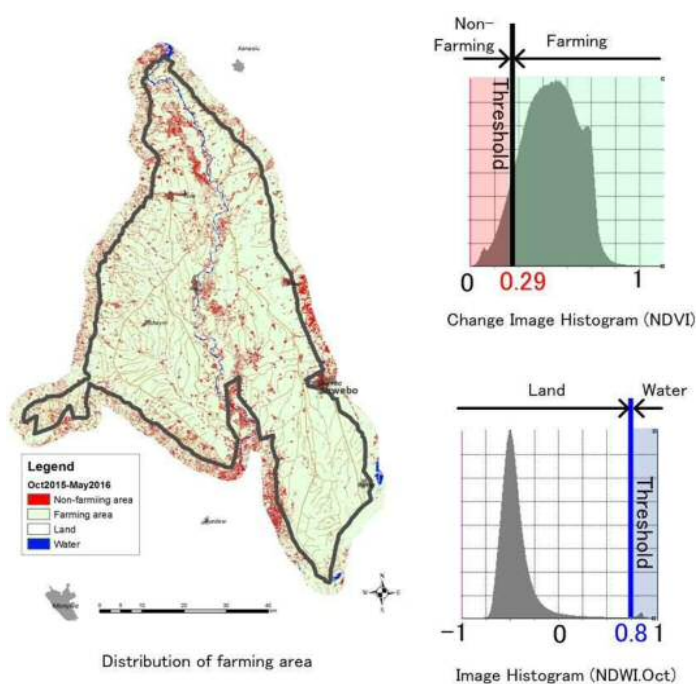 Non-
Farming
Farming
Threshold
0
0.29
1
Change Image Histogram (NDVI)
Land
Water
Threshold
-1
0
0.8
1
Image Histogram (NDWI.Oct)
Legend
Oct2015-May2016
Non-farmiing area
Farming area
Land
Water
N
W
E
S
Distribution of farming area